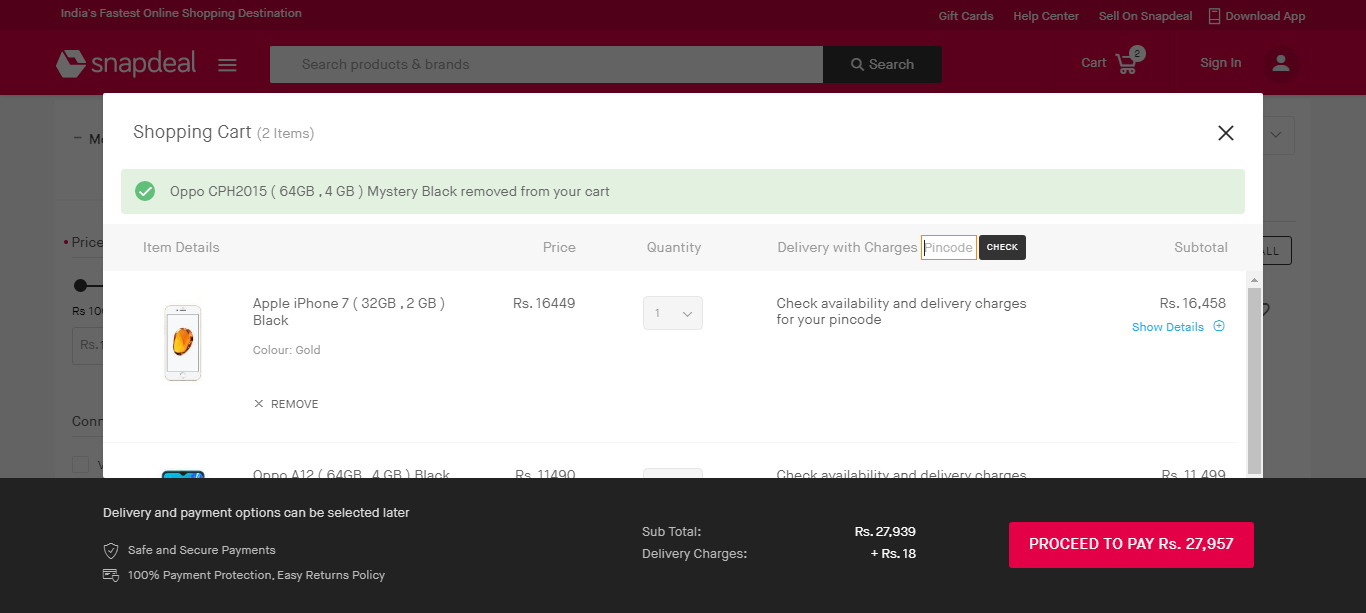 India's Fastest Online Shopping Destination
Gift Cards Help Center Sell On Snapdeal Download App
snapdeal
Search products & brands
Search
Cart 2
Sign In
Shopping Cart (2 Items)
Oppo CPH2015 ( 64GB , 4 GB ) Mystery Black removed from your cart
Item Details Price Quantity Delivery with Charges Pincode CHECK Subtotal
Price
Rs 100
Rs.
Apple iPhone 7 ( 32GB , 2 GB )
Black
Colour: Gold
REMOVE
Rs. 16449
1
Check availability and delivery charges
for your pincode
Rs. 16,458
Show Details
Oppo A12 ( 64GB , 4 GB ) Black
Rs. 11490
Check availability and delivery charges
Rs. 11,499
Delivery and payment options can be selected later
Safe and Secure Payments
100% Payment Protection, Easy Returns Policy
Sub Total: Rs. 27,939
Delivery Charges: + Rs. 18
PROCEED TO PAY Rs. 27,957